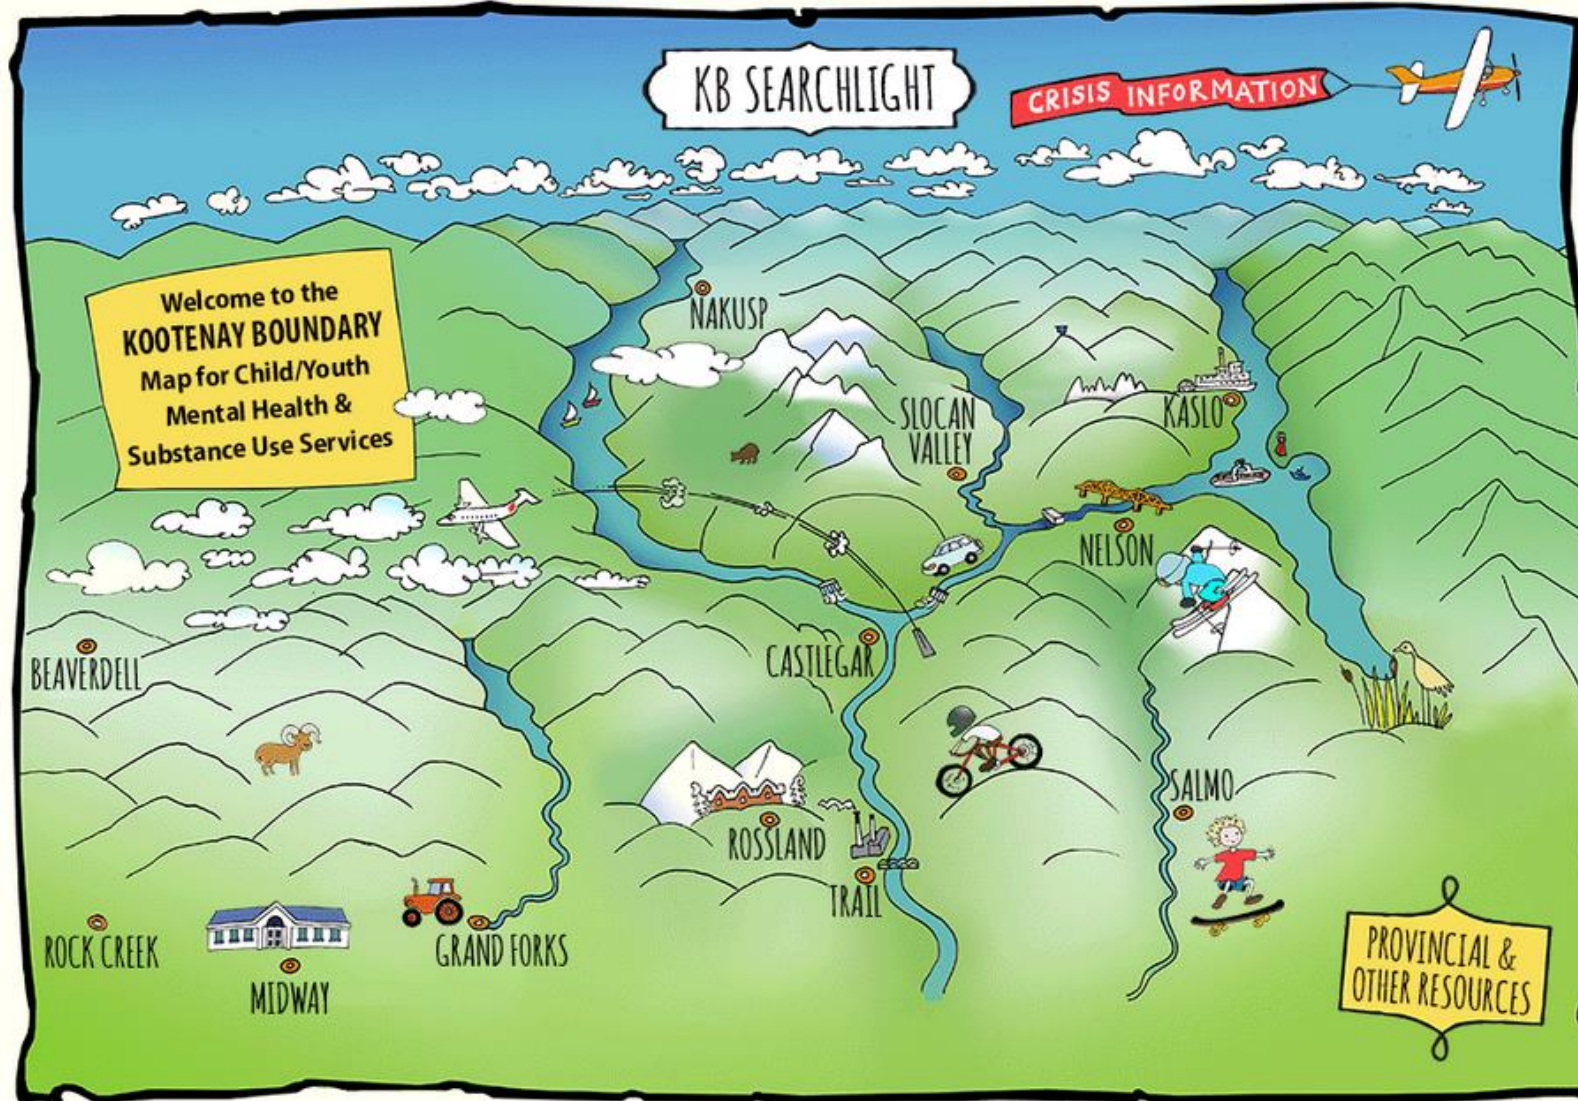 KB SEARCHLIGHT
CRISIS INFORMATION
Welcome to the
KOOTENAY BOUNDARY
Map for Child/Youth
Mental Health &
Substance Use Services
NAKUSP
SLOCAN
VALLEY
KASLO
NELSON
BEAVERDELL
CASTLEGAR
SALMO
ROSSLAND
TRAIL
ROCK CREEK
MIDWAY
GRAND FORKS
PROVINCIAL &
OTHER RESOURCES